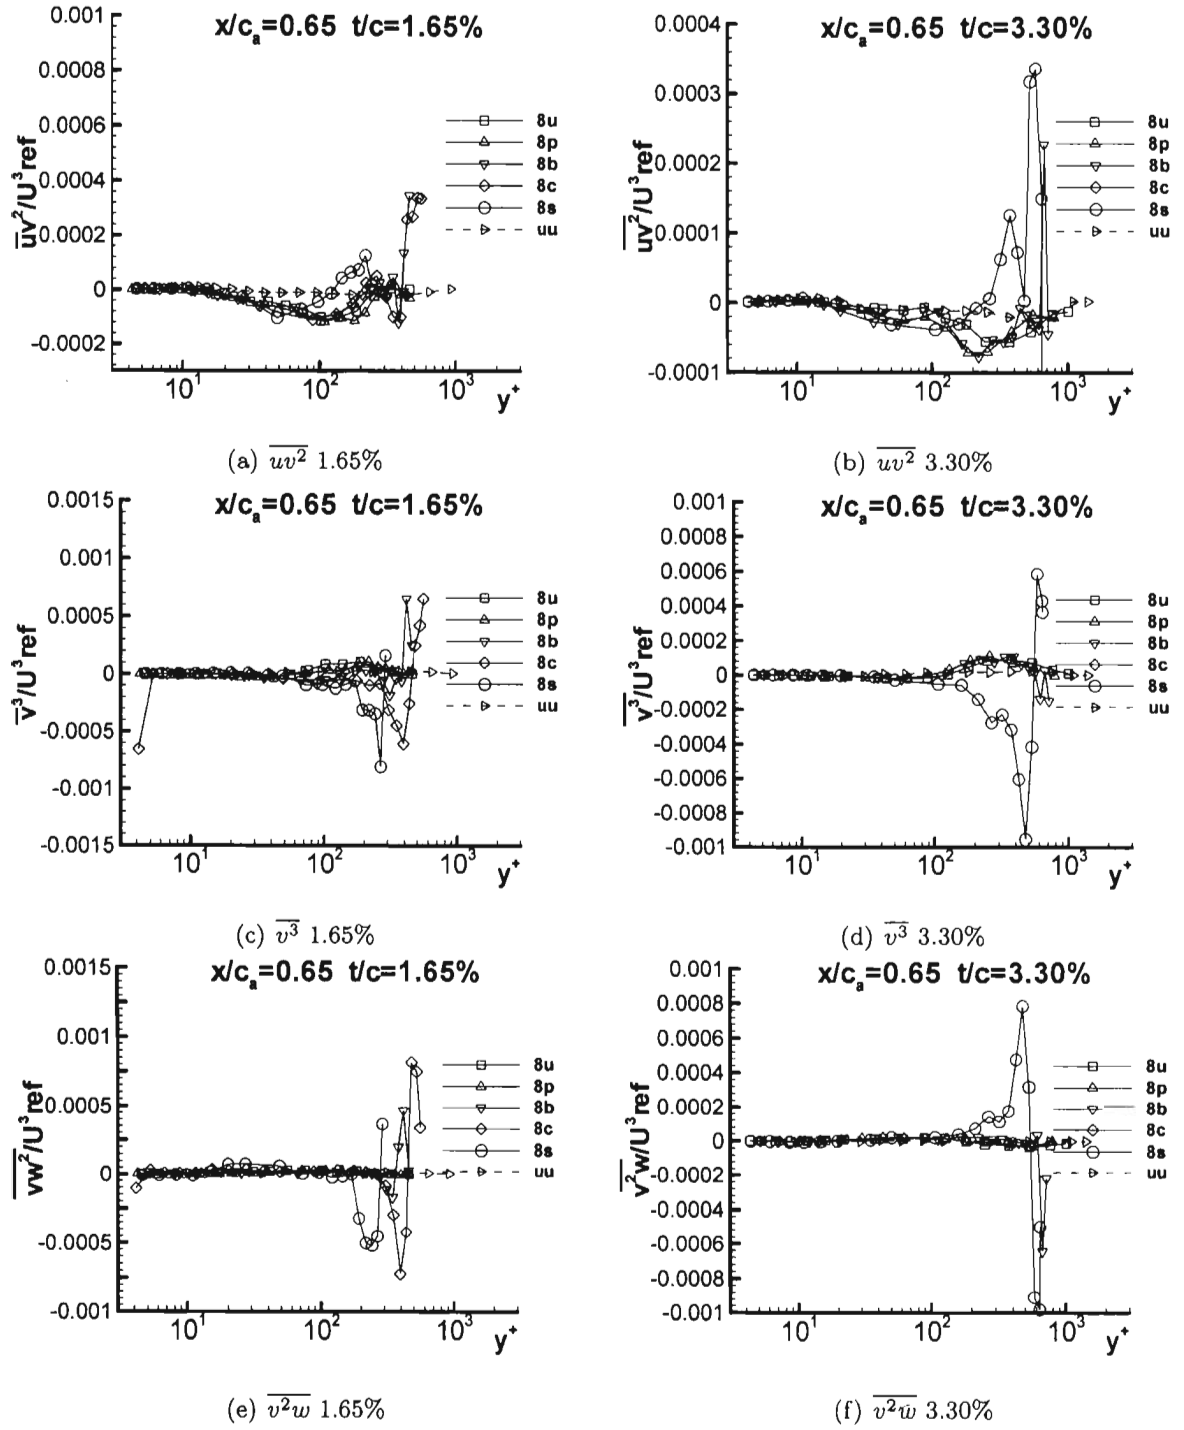 x/cₐ=0.65 t/c=1.65%
0.001
0.0008
0.0006
0.0004
0.0002
0
-0.0002
uv²/U³ref
8u
8p
8b
8c
8s
uu
10¹
10²
10³
y⁺
(a) uv² 1.65%
x/cₐ=0.65 t/c=3.30%
0.0004
0.0003
0.0002
0.0001
0
-0.0001
uv²/U³ref
8u
8p
8b
8c
8s
uu
10¹
10²
10³
y⁺
(b) uv² 3.30%
x/cₐ=0.65 t/c=1.65%
0.0015
0.001
0.0005
0
-0.0005
-0.001
-0.0015
v³/U³ref
8u
8p
8b
8c
8s
uu
10¹
10²
10³
y⁺
(c) v³ 1.65%
x/cₐ=0.65 t/c=3.30%
0.001
0.0008
0.0006
0.0004
0.0002
0
-0.0002
-0.0004
-0.0006
-0.0008
-0.001
v³/U³ref
8u
8p
8b
8c
8s
uu
10¹
10²
10³
y⁺
(d) v³ 3.30%
x/cₐ=0.65 t/c=1.65%
0.0015
0.001
0.0005
0
-0.0005
-0.001
vw²/U³ref
8u
8p
8b
8c
8s
uu
10¹
10²
10³
y⁺
(e) v²w 1.65%
x/cₐ=0.65 t/c=3.30%
0.001
0.0008
0.0006
0.0004
0.0002
0
-0.0002
-0.0004
-0.0006
-0.0008
-0.001
v²w/U³ref
8u
8p
8b
8c
8s
uu
10¹
10²
10³
y⁺
(f) v²w 3.30%